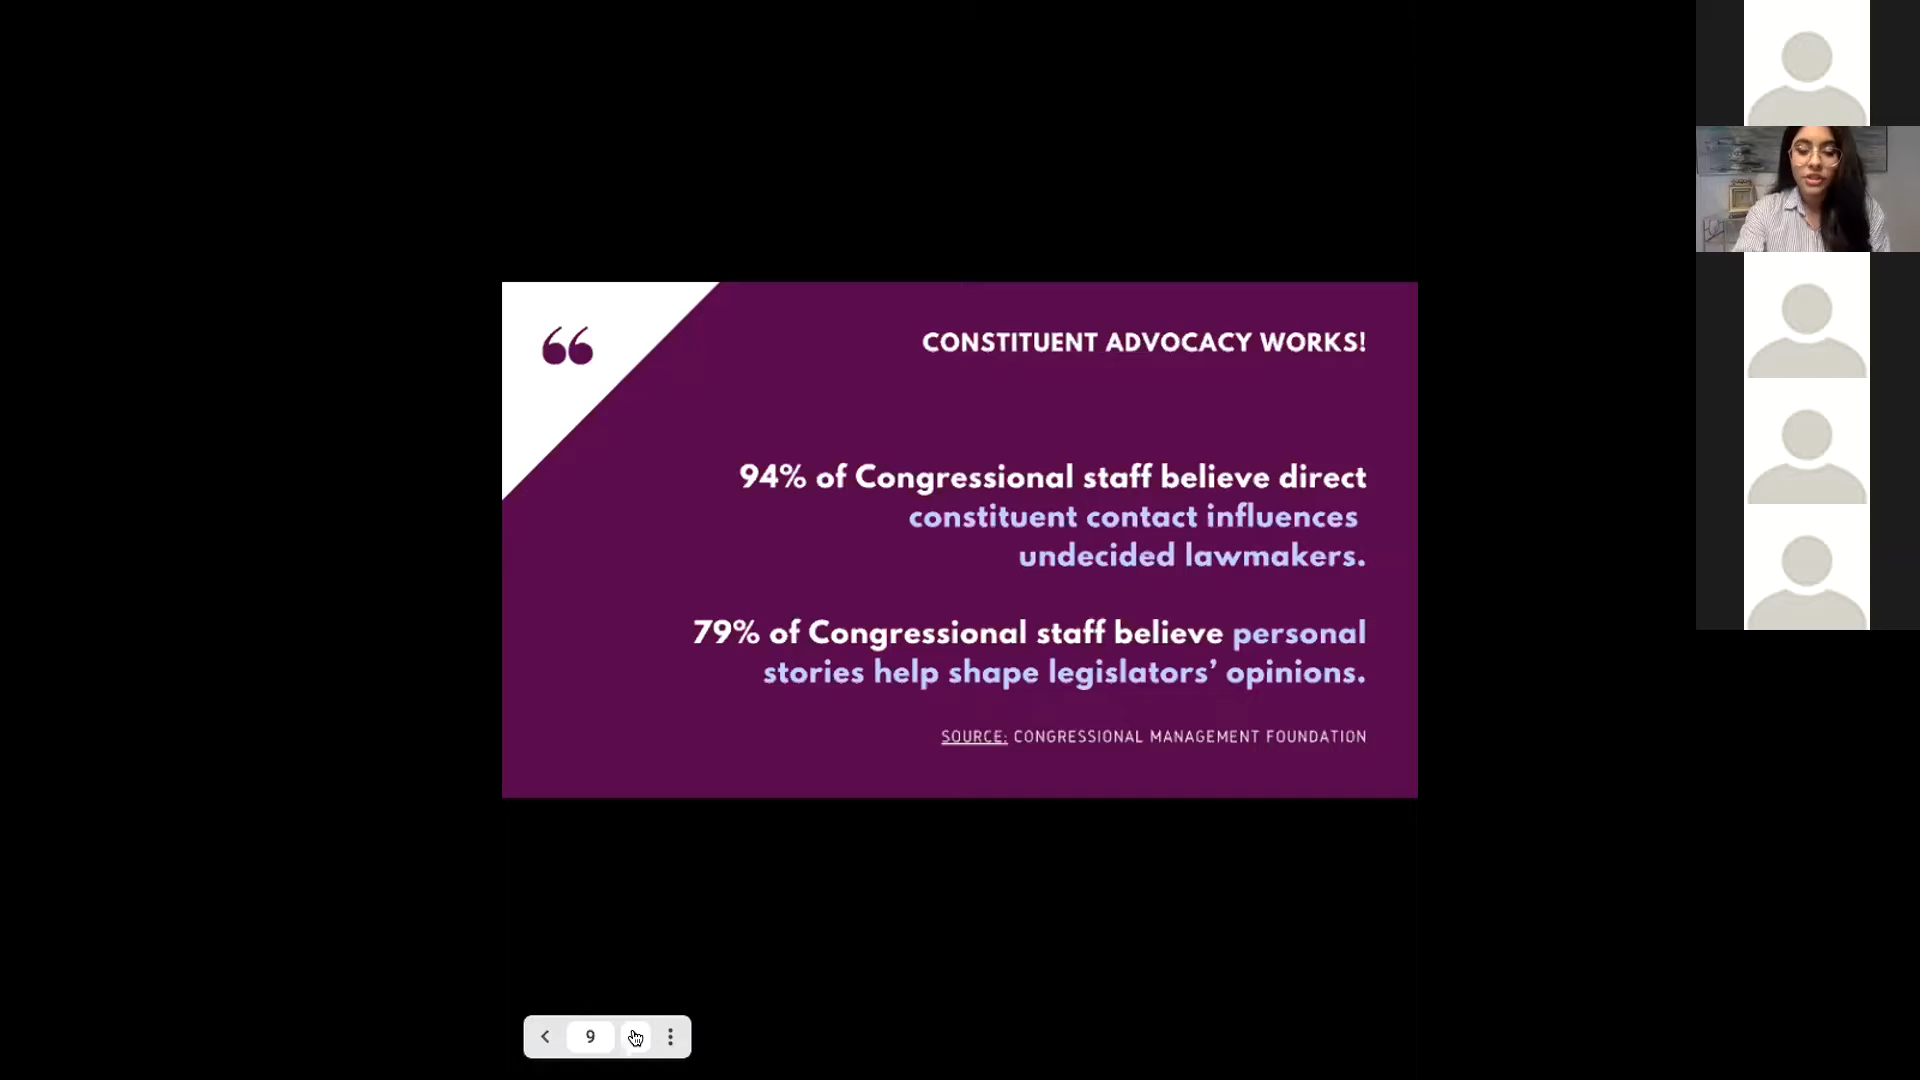 “
CONSTITUENT ADVOCACY WORKS!
94% of Congressional staff believe direct
constituent contact influences
undecided lawmakers.
79% of Congressional staff believe personal
stories help shape legislators’ opinions.
SOURCE: CONGRESSIONAL MANAGEMENT FOUNDATION
9